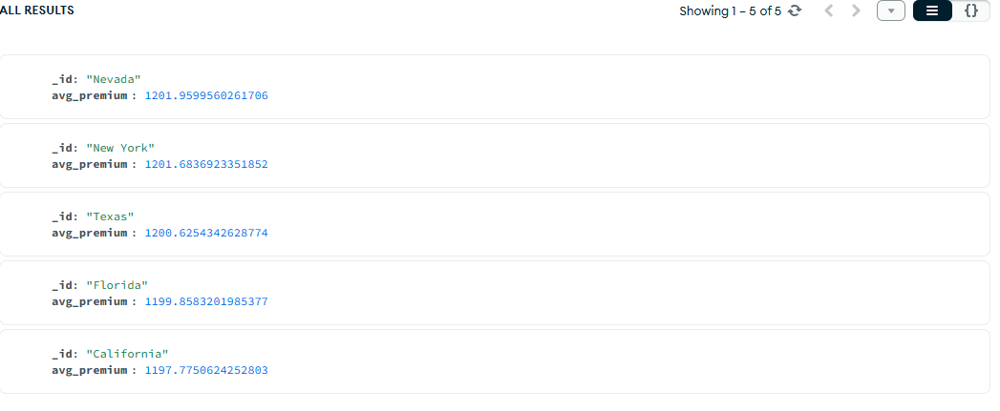 ALL RESULTS
Showing 1 – 5 of 5
{}
_id: "Nevada"
avg_premium : 1201.9599560261706
_id: "New York"
avg_premium : 1201.6836923351852
_id: "Texas"
avg_premium : 1200.6254342628774
_id: "Florida"
avg_premium : 1199.8583201985377
_id: "California"
avg_premium : 1197.7750624252803